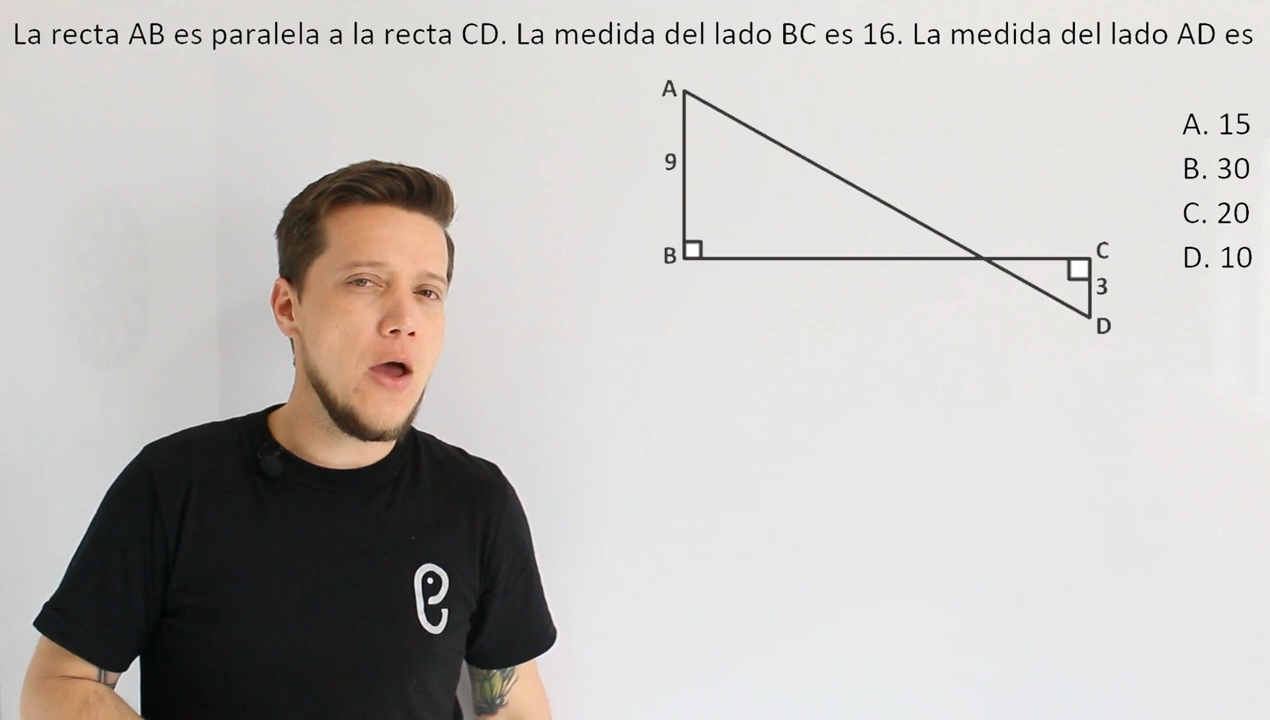 La recta AB es paralela a la recta CD. La medida del lado BC es 16. La medida del lado AD es
A
9
B
C
3
D
A. 15
B. 30
C. 20
D. 10